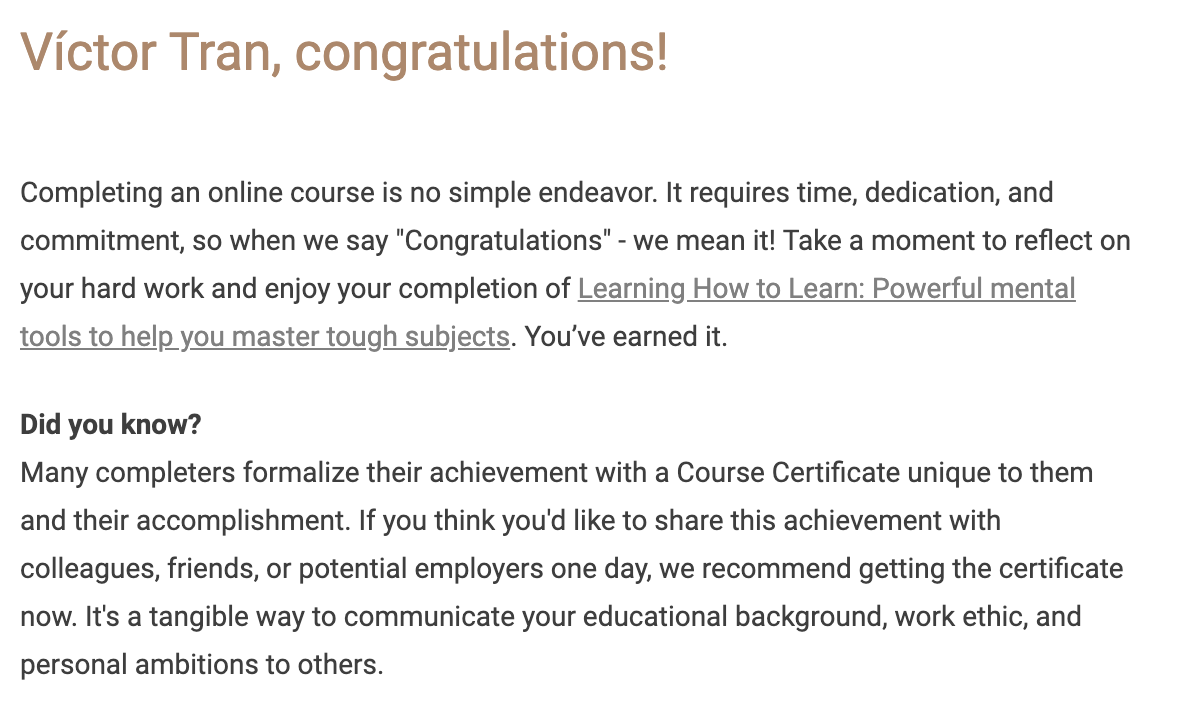 Víctor Tran, congratulations!
Completing an online course is no simple endeavor. It requires time, dedication, and
commitment, so when we say "Congratulations" - we mean it! Take a moment to reflect on
your hard work and enjoy your completion of Learning How to Learn: Powerful mental
tools to help you master tough subjects. You’ve earned it.
Did you know?
Many completers formalize their achievement with a Course Certificate unique to them
and their accomplishment. If you think you'd like to share this achievement with
colleagues, friends, or potential employers one day, we recommend getting the certificate
now. It's a tangible way to communicate your educational background, work ethic, and
personal ambitions to others.